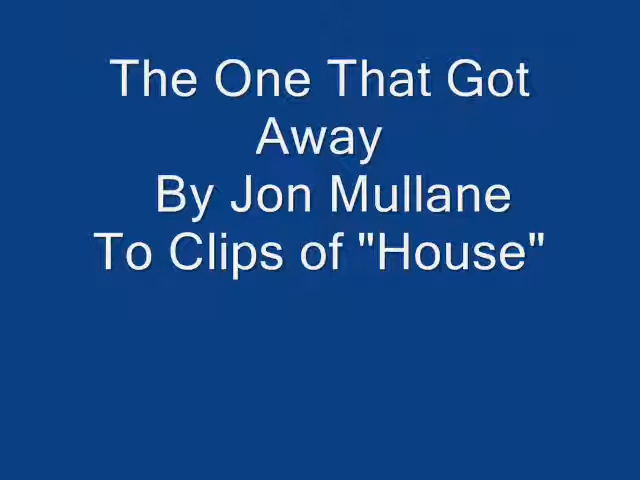 The One That Got
Away
By Jon Mullane
To Clips of "House"